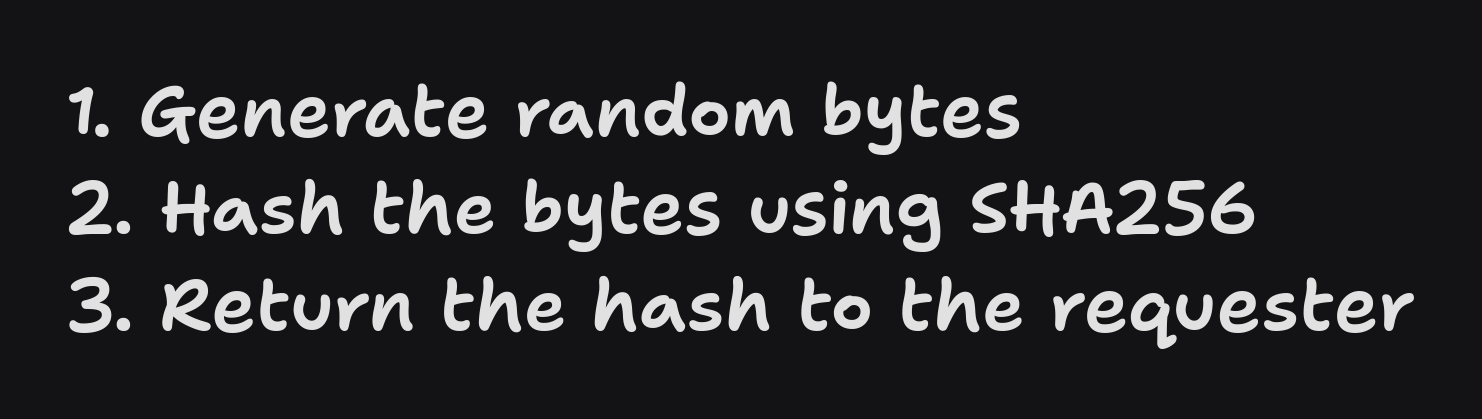 1. Generate random bytes
2. Hash the bytes using SHA256
3. Return the hash to the requester